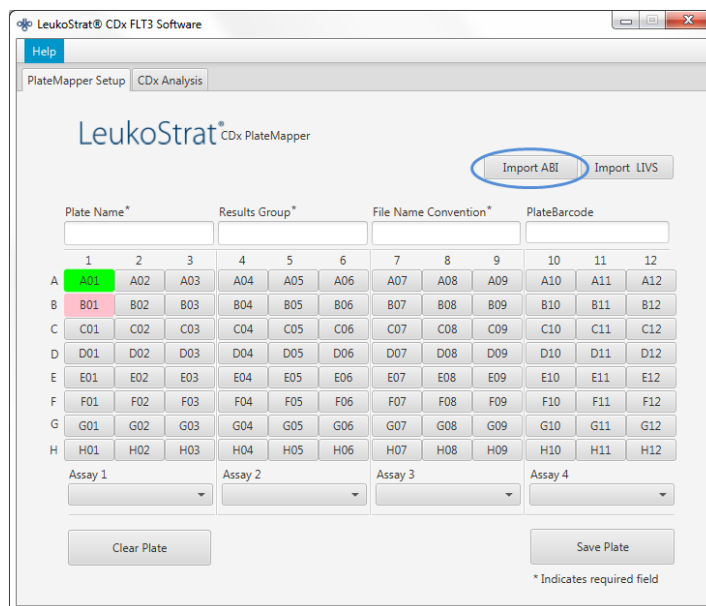 LeukoStrat® CDx FLT3 Software
Help
PlateMapper Setup CDx Analysis
LeukoStrat® CDx PlateMapper
Import ABI Import LIVS
Plate Name* Results Group* File Name Convention* PlateBarcode
1 2 3 4 5 6 7 8 9 10 11 12
A A01 A02 A03 A04 A05 A06 A07 A08 A09 A10 A11 A12
B B01 B02 B03 B04 B05 B06 B07 B08 B09 B10 B11 B12
C C01 C02 C03 C04 C05 C06 C07 C08 C09 C10 C11 C12
D D01 D02 D03 D04 D05 D06 D07 D08 D09 D10 D11 D12
E E01 E02 E03 E04 E05 E06 E07 E08 E09 E10 E11 E12
F F01 F02 F03 F04 F05 F06 F07 F08 F09 F10 F11 F12
G G01 G02 G03 G04 G05 G06 G07 G08 G09 G10 G11 G12
H H01 H02 H03 H04 H05 H06 H07 H08 H09 H10 H11 H12
Assay 1 Assay 2 Assay 3 Assay 4
Clear Plate Save Plate
* Indicates required field